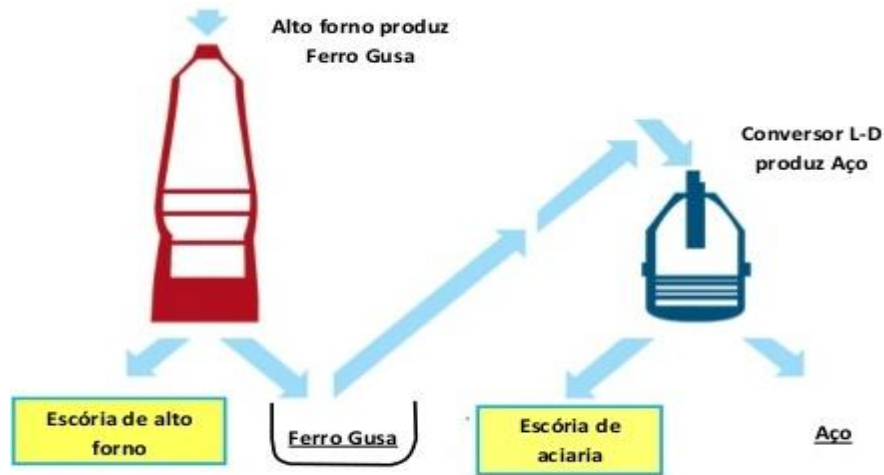 Alto forno produz
Ferro Gusa
Conversor L-D
produz Aço
Escória de alto
forno
Ferro Gusa
Escória de
aciaria
Aço